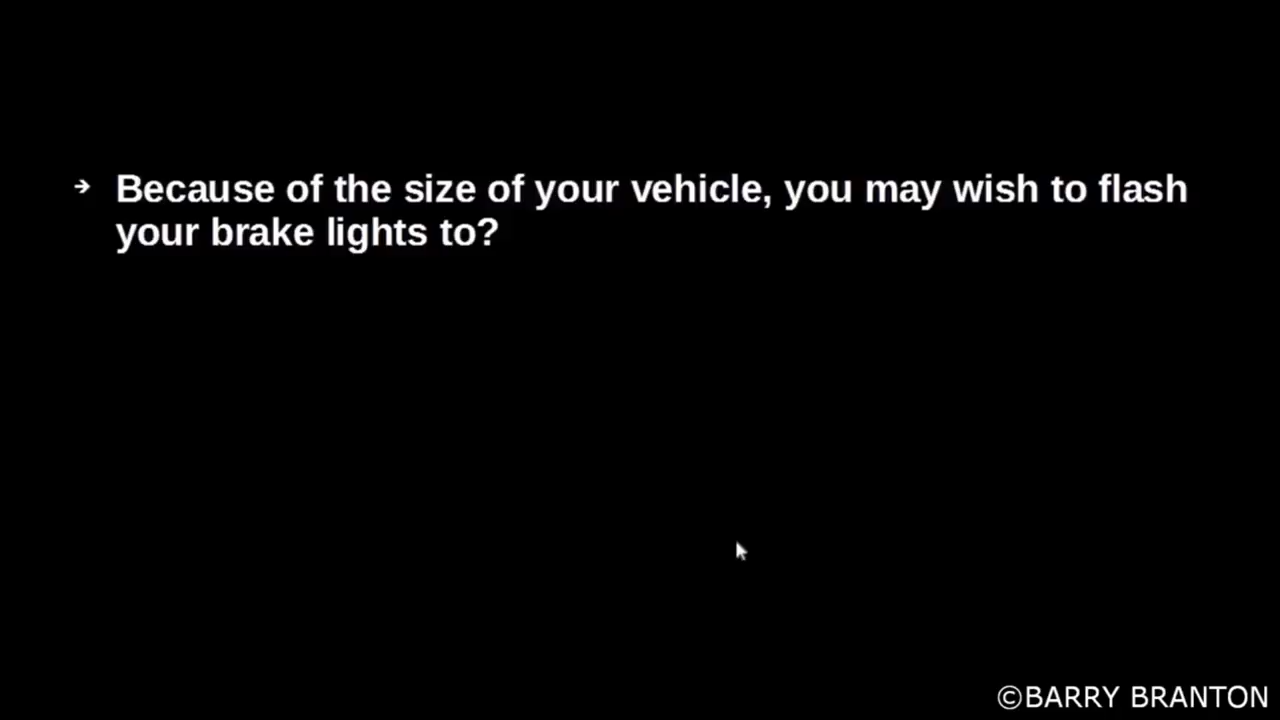 ➔ Because of the size of your vehicle, you may wish to flash
your brake lights to?
©BARRY BRANTON